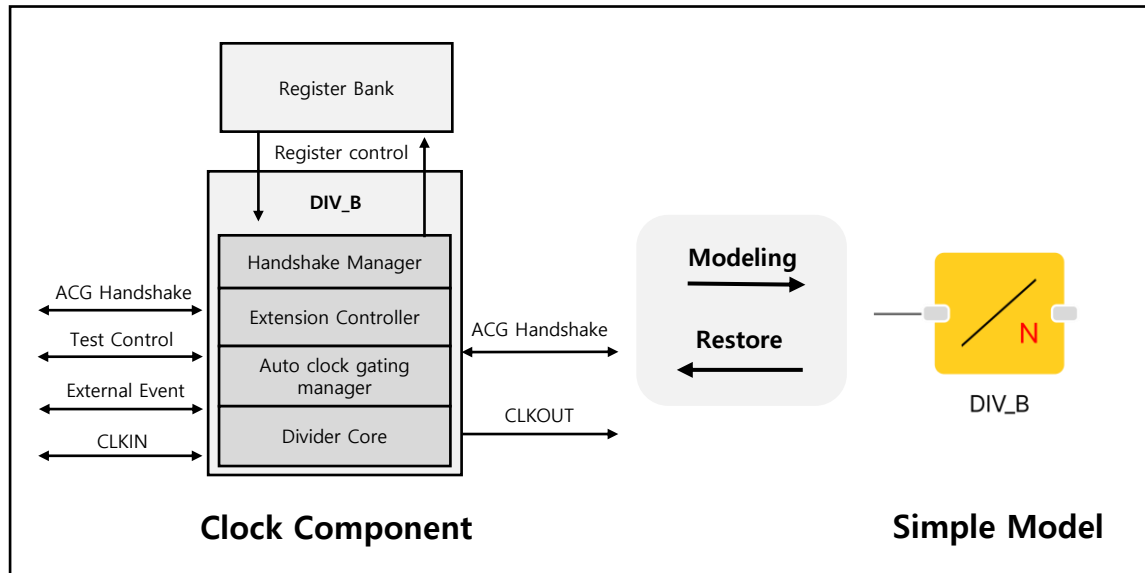 Register Bank
Register control
DIV_B
Handshake Manager
Extension Controller
Auto clock gating
manager
Divider Core
ACG Handshake
Test Control
External Event
CLKIN
ACG Handshake
CLKOUT
Modeling
Restore
N
DIV_B
Clock Component
Simple Model